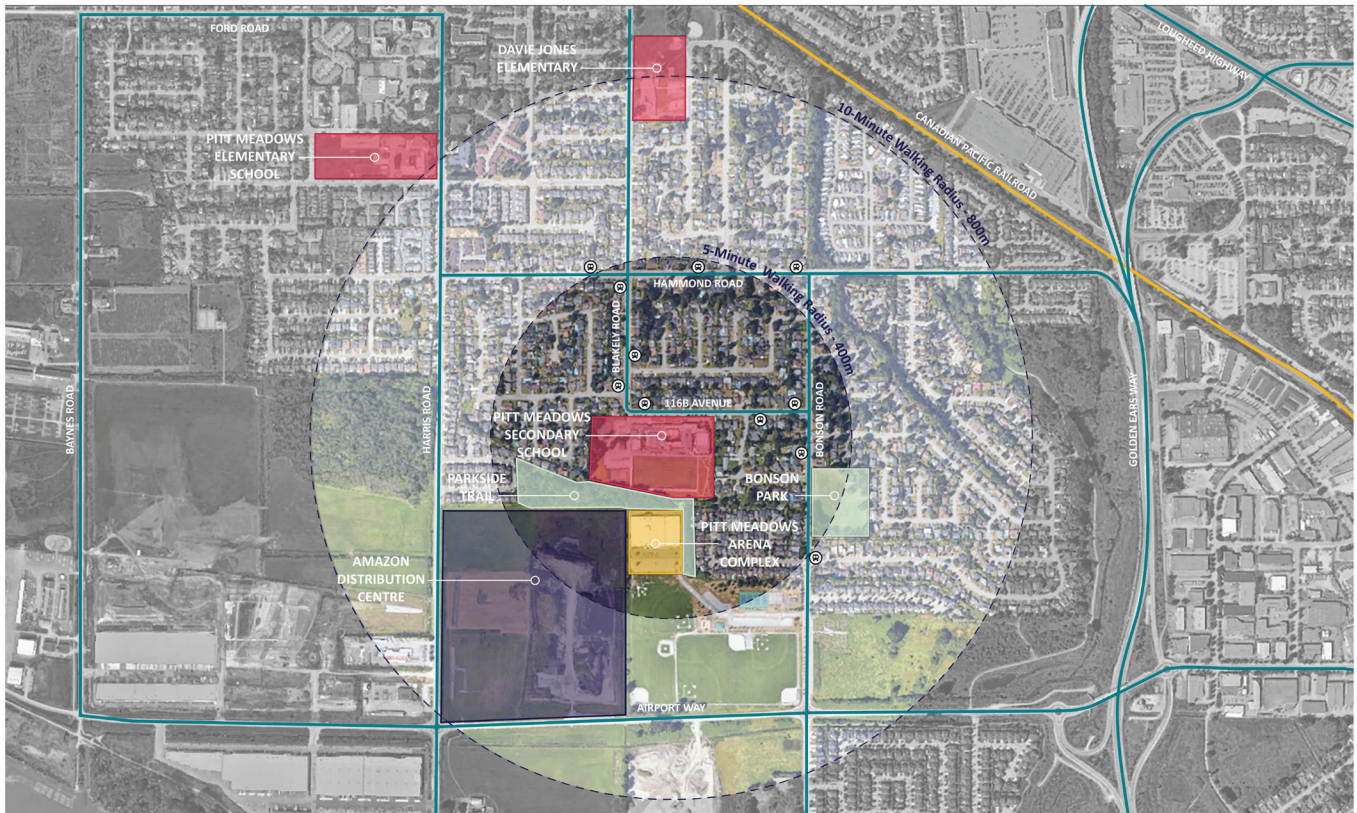 FORD ROAD
DAVIE JONES
ELEMENTARY
LOUGHEED HIGHWAY
PITT MEADOWS
ELEMENTARY
SCHOOL
10-Minute Walking Radius - 800m
CANADIAN PACIFIC RAILROAD
5-Minute Walking Radius - 400m
HAMMOND ROAD
BLAKELY ROAD
BAYNES ROAD
HARRIS ROAD
116B AVENUE
BONSON ROAD
GOLDEN EARS WAY
PITT MEADOWS
SECONDARY
SCHOOL
PARKSIDE
TRAIL
BONSON
PARK
PITT MEADOWS
ARENA
COMPLEX
AMAZON
DISTRIBUTION
CENTRE
AIRPORT WAY